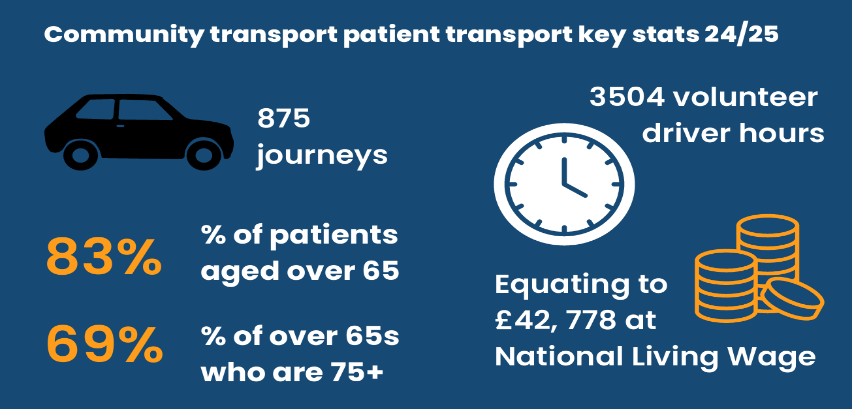 Community transport patient transport key stats 24/25
875
journeys
83%
% of patients
aged over 65
69%
% of over 65s
who are 75+
3504 volunteer
driver hours
Equating to
£42, 778 at
National Living Wage